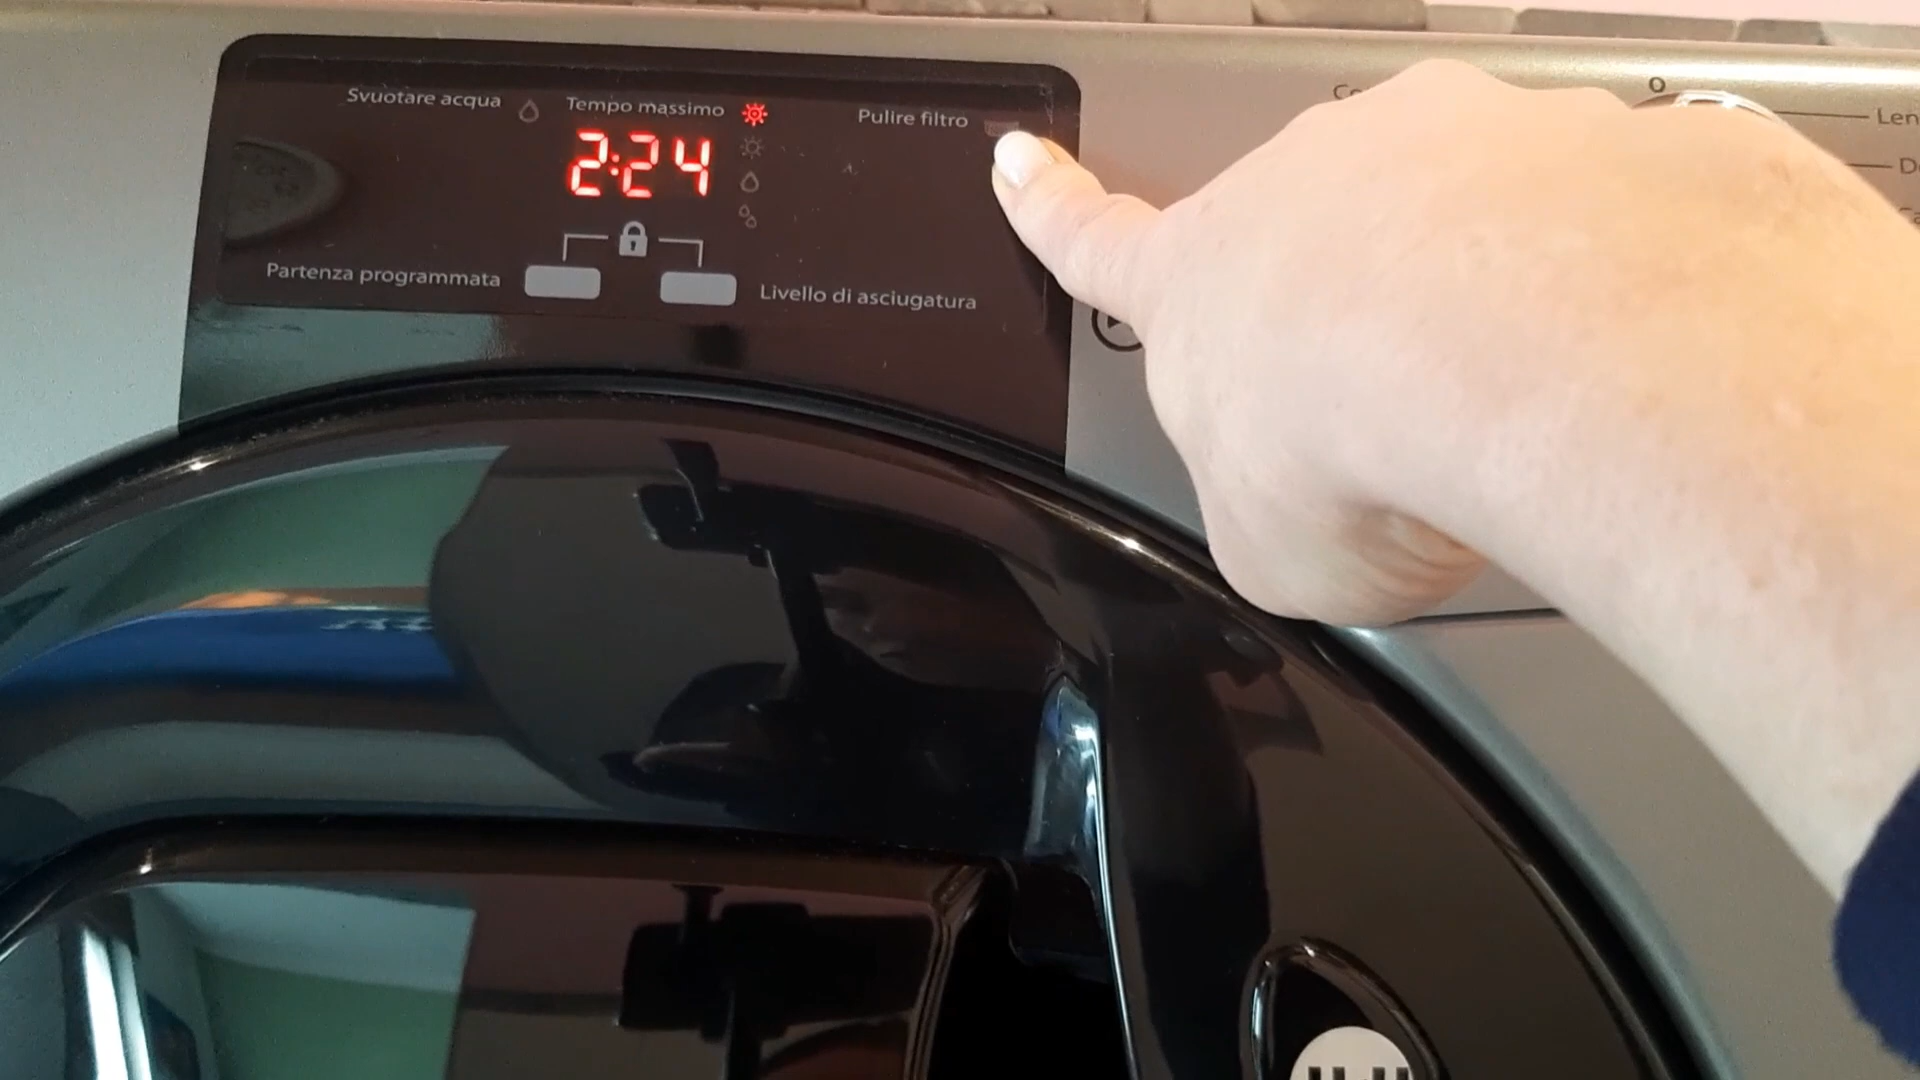 Svuotare acqua
Tempo massimo
Pulire filtro
2:24
Partenza programmata
Livello di asciugatura